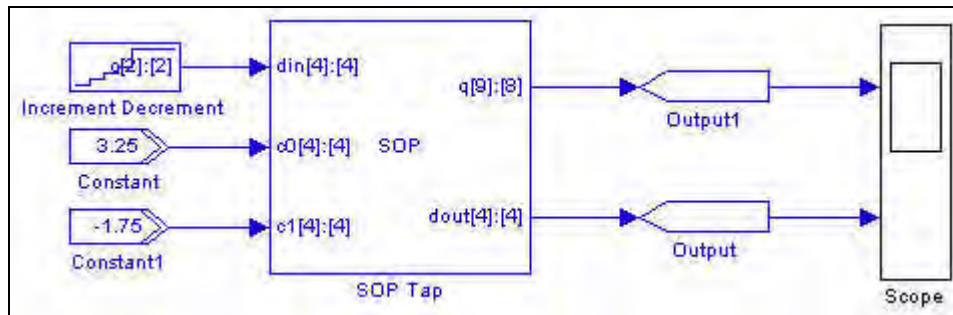 o[2]:[2]
Increment Decrement
3.25
Constant
-1.75
Constant1
din[4]:[4]
c0[4]:[4]
SOP
c1[4]:[4]
q[9]:[8]
dout[4]:[4]
SOP Tap
Output1
Output
Scope